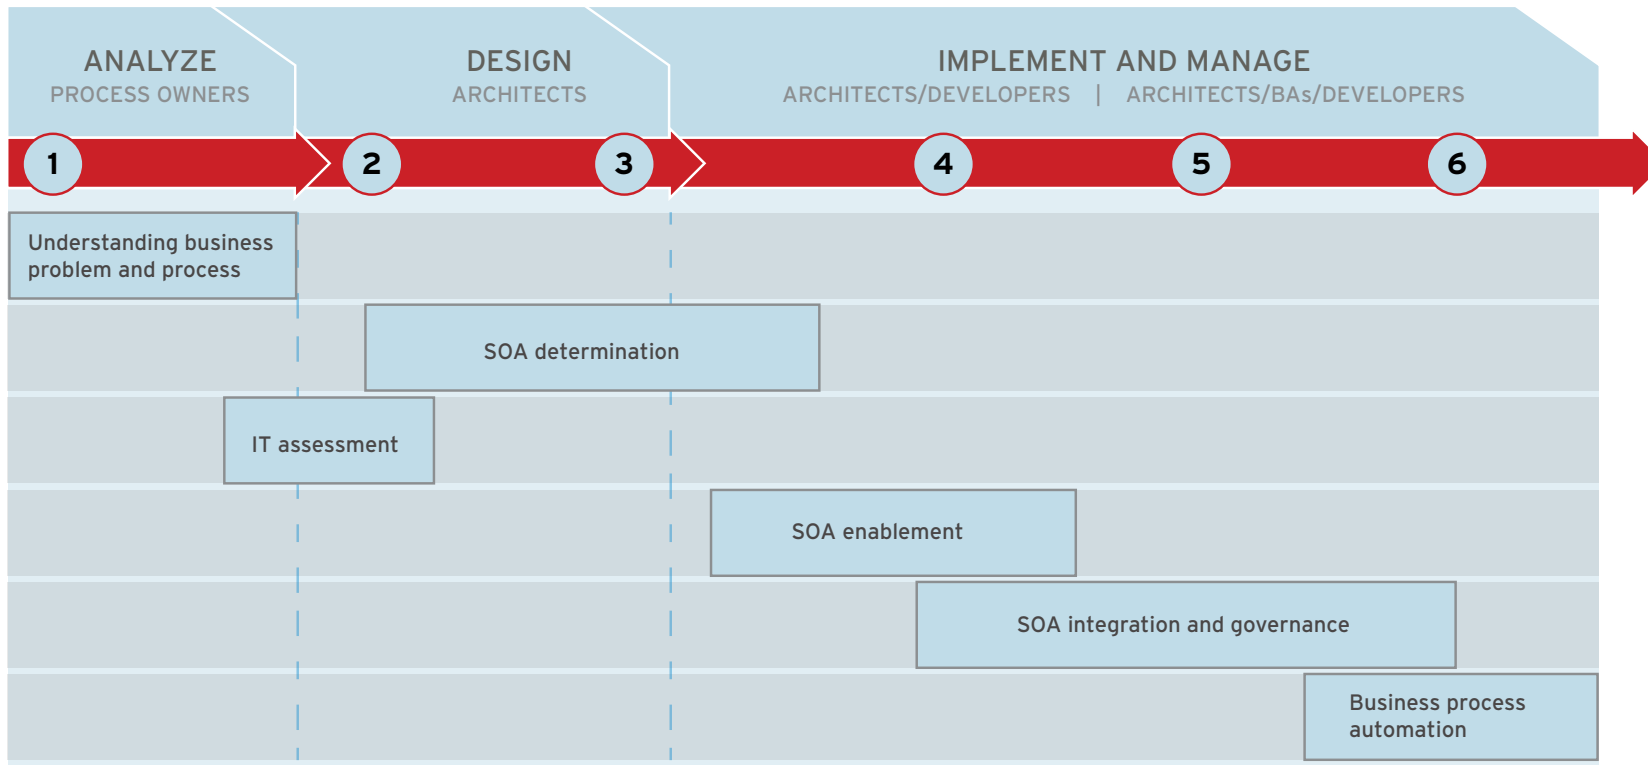 ANALYZE
PROCESS OWNERS
DESIGN
ARCHITECTS
IMPLEMENT AND MANAGE
ARCHITECTS/DEVELOPERS | ARCHITECTS/BAs/DEVELOPERS
1
2
3
4
5
6
Understanding business
problem and process
SOA determination
IT assessment
SOA enablement
SOA integration and governance
Business process
automation